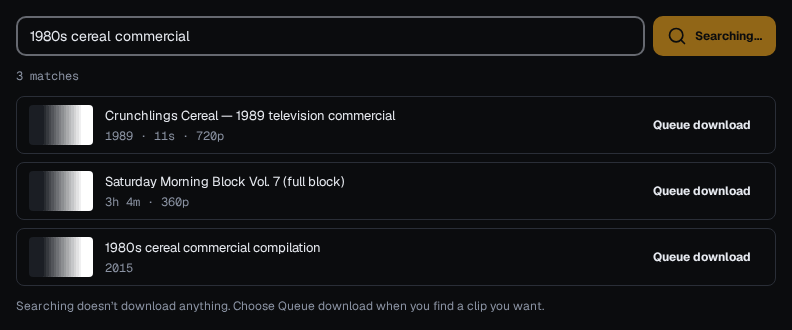 1980s cereal commercial
Searching…
3 matches
Crunchlings Cereal — 1989 television commercial
1989 · 11s · 720p
Queue download
Saturday Morning Block Vol. 7 (full block)
3h 4m · 360p
Queue download
1980s cereal commercial compilation
2015
Queue download
Searching doesn't download anything. Choose Queue download when you find a clip you want.